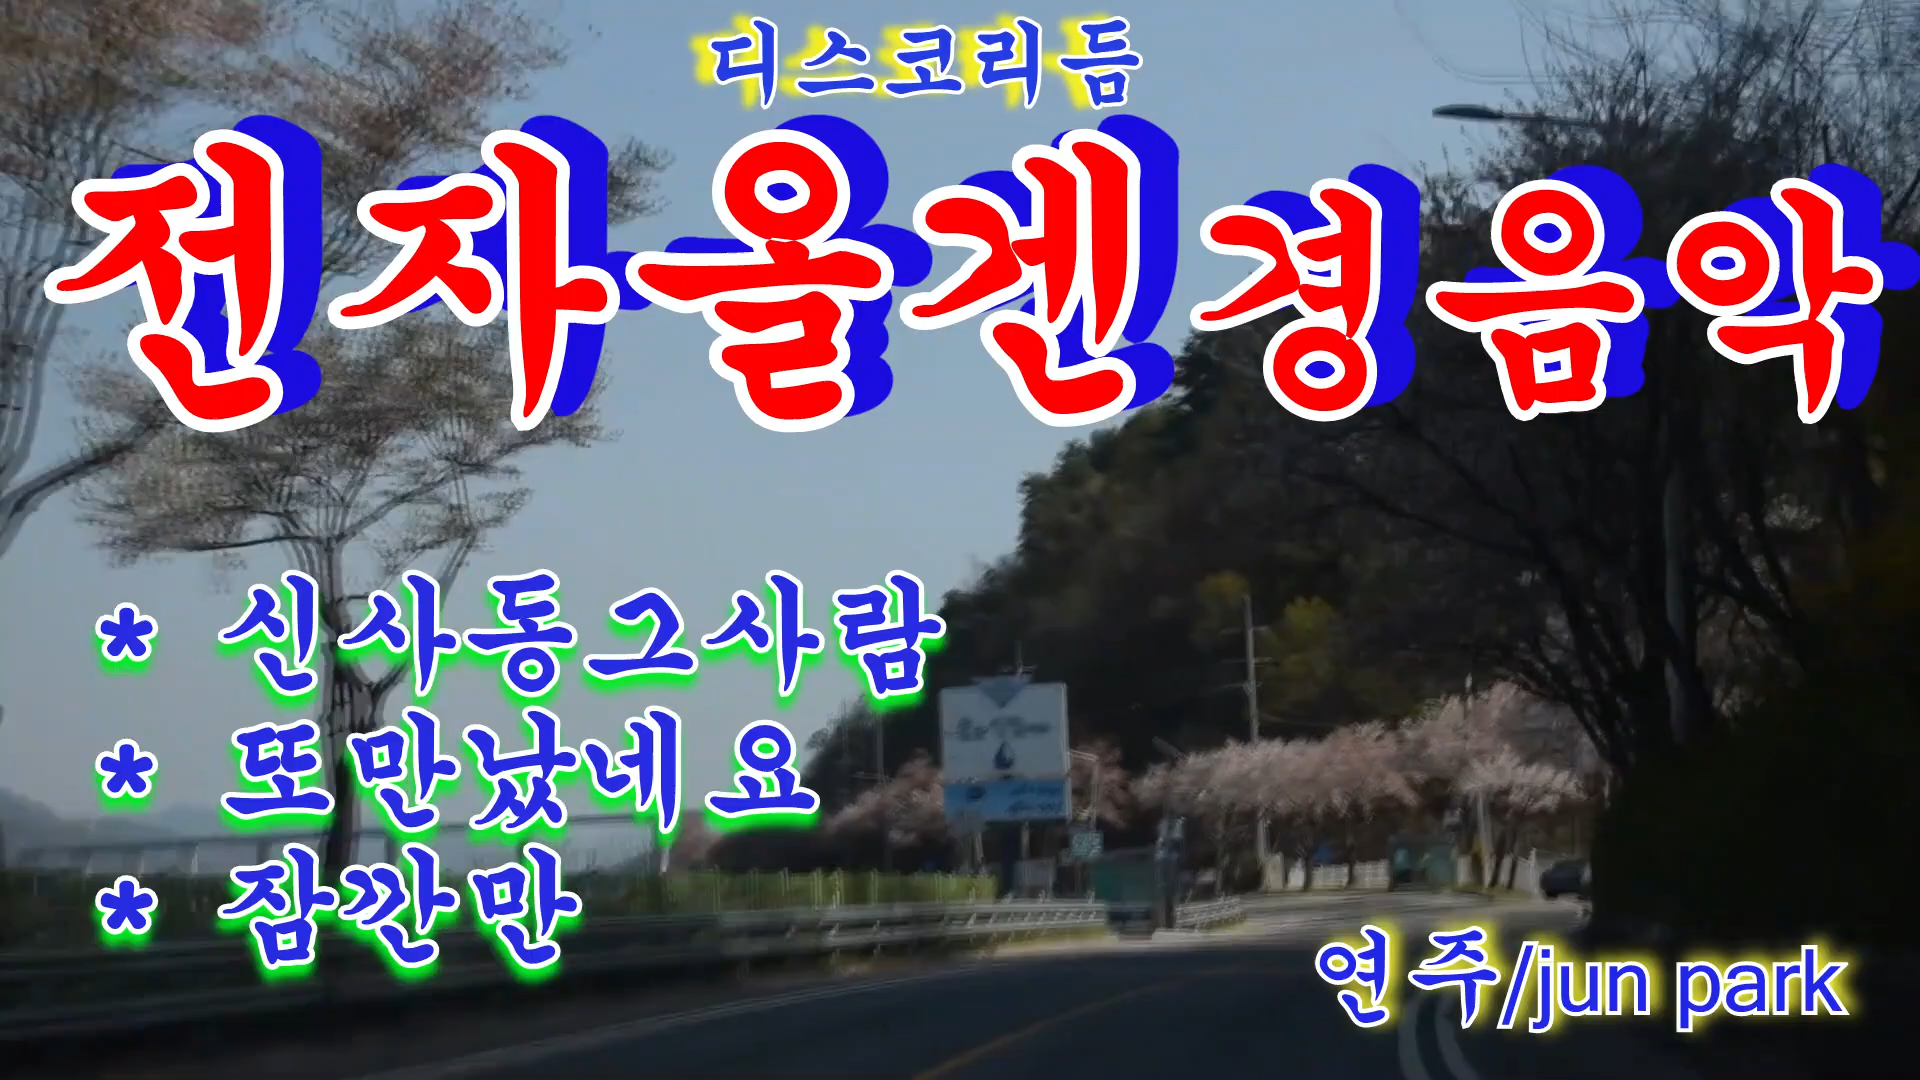 디스코리듬
전자올겐경음악
* 신사동그사람
* 또만났네요
* 잠깐만
연주/jun park